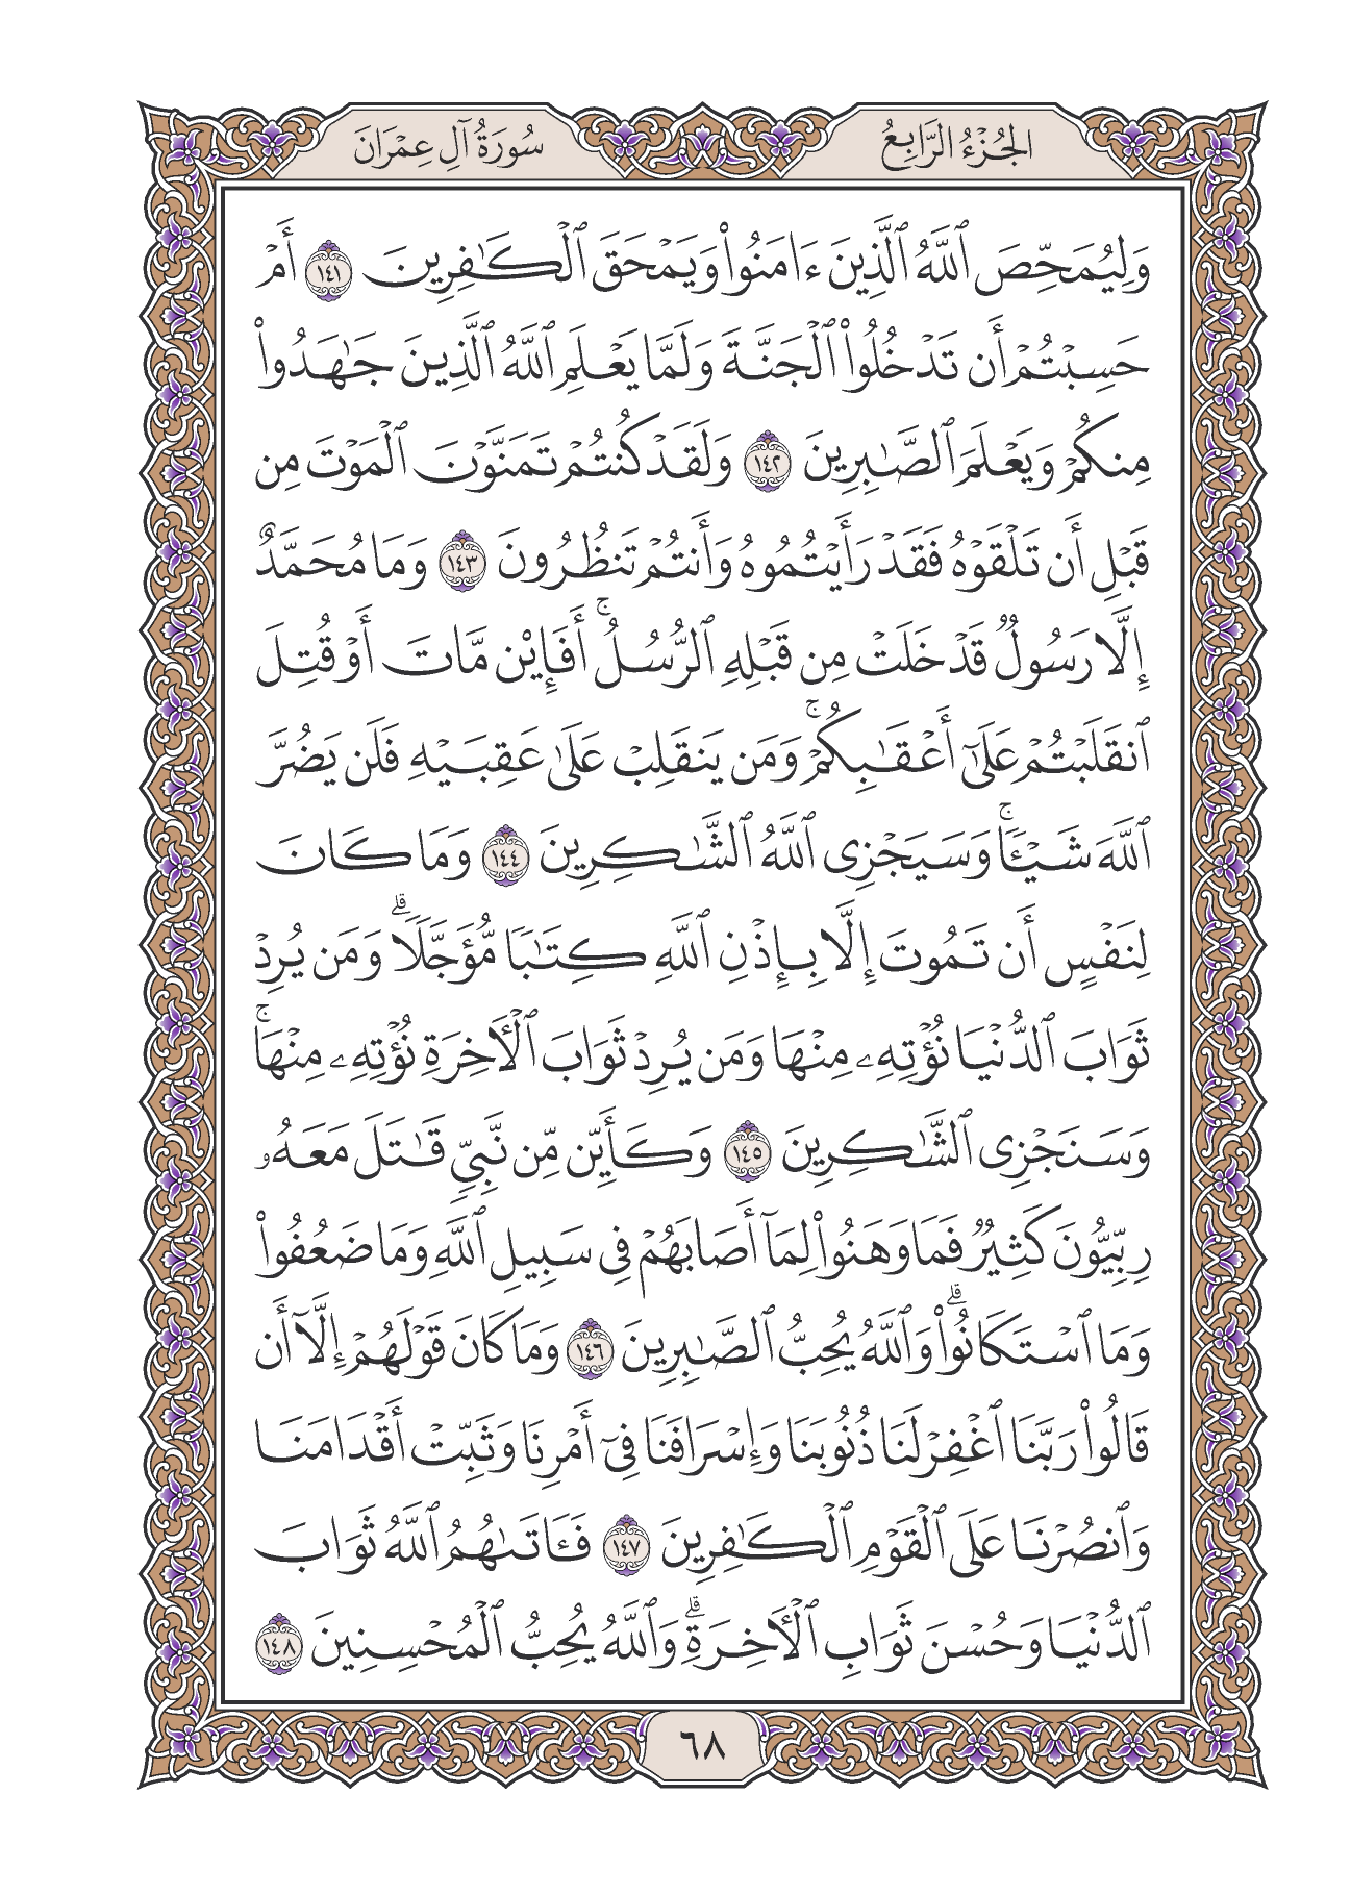 الجُزْءُ الرَّابِعُ
سُورَةُ آلِ عِمْرَانَ
وَلِيُمَحِّصَ ٱللَّهُ ٱلَّذِينَ ءَامَنُوا۟ وَيَمْحَقَ ٱلْكَـٰفِرِينَ ١٤١ أَمْ
حَسِبْتُمْ أَن تَدْخُلُوا۟ ٱلْجَنَّةَ وَلَمَّا يَعْلَمِ ٱللَّهُ ٱلَّذِينَ جَـٰهَدُوا۟
مِنكُمْ وَيَعْلَمَ ٱلصَّـٰبِرِينَ ١٤٢ وَلَقَدْ كُنتُمْ تَمَنَّوْنَ ٱلْمَوْتَ مِن
قَبْلِ أَن تَلْقَوْهُ فَقَدْ رَأَيْتُمُوهُ وَأَنتُمْ تَنظُرُونَ ١٤٣ وَمَا مُحَمَّدٌ
إِلَّا رَسُولٌ قَدْ خَلَتْ مِن قَبْلِهِ ٱلرُّسُلُ ۚ أَفَإِي۟ن مَّاتَ أَوْ قُتِلَ
ٱنقَلَبْتُمْ عَلَىٰٓ أَعْقَـٰبِكُمْ ۚ وَمَن يَنقَلِبْ عَلَىٰ عَقِبَيْهِ فَلَن يَضُرَّ
ٱللَّهَ شَيْـًٔا ۚ وَسَيَجْزِى ٱللَّهُ ٱلشَّـٰكِرِينَ ١٤٤ وَمَا كَانَ
لِنَفْسٍ أَن تَمُوتَ إِلَّا بِإِذْنِ ٱللَّهِ كِتَـٰبًا مُّؤَجَّلًا ۗ وَمَن يُرِدْ
ثَوَابَ ٱلدُّنْيَا نُؤْتِهِۦ مِنْهَا وَمَن يُرِدْ ثَوَابَ ٱلْـَٔاخِرَةِ نُؤْتِهِۦ مِنْهَا ۚ
وَسَنَجْزِى ٱلشَّـٰكِرِينَ ١٤٥ وَكَأَيِّن مِّن نَّبِىٍّ قَـٰتَلَ مَعَهُۥ
رِبِّيُّونَ كَثِيرٌ فَمَا وَهَنُوا۟ لِمَآ أَصَابَهُمْ فِى سَبِيلِ ٱللَّهِ وَمَا ضَعُفُوا۟
وَمَا ٱسْتَكَانُوا۟ ۗ وَٱللَّهُ يُحِبُّ ٱلصَّـٰبِرِينَ ١٤٦ وَمَا كَانَ قَوْلَهُمْ إِلَّآ أَن
قَالُوا۟ رَبَّنَا ٱغْفِرْ لَنَا ذُنُوبَنَا وَإِسْرَافَنَا فِىٓ أَمْرِنَا وَثَبِّتْ أَقْدَامَنَا
وَٱنصُرْنَا عَلَى ٱلْقَوْمِ ٱلْكَـٰفِرِينَ ١٤٧ فَـَٔاتَىٰهُمُ ٱللَّهُ ثَوَابَ
ٱلدُّنْيَا وَحُسْنَ ثَوَابِ ٱلْـَٔاخِرَةِ ۗ وَٱللَّهُ يُحِبُّ ٱلْمُحْسِنِينَ ١٤٨
٦٨